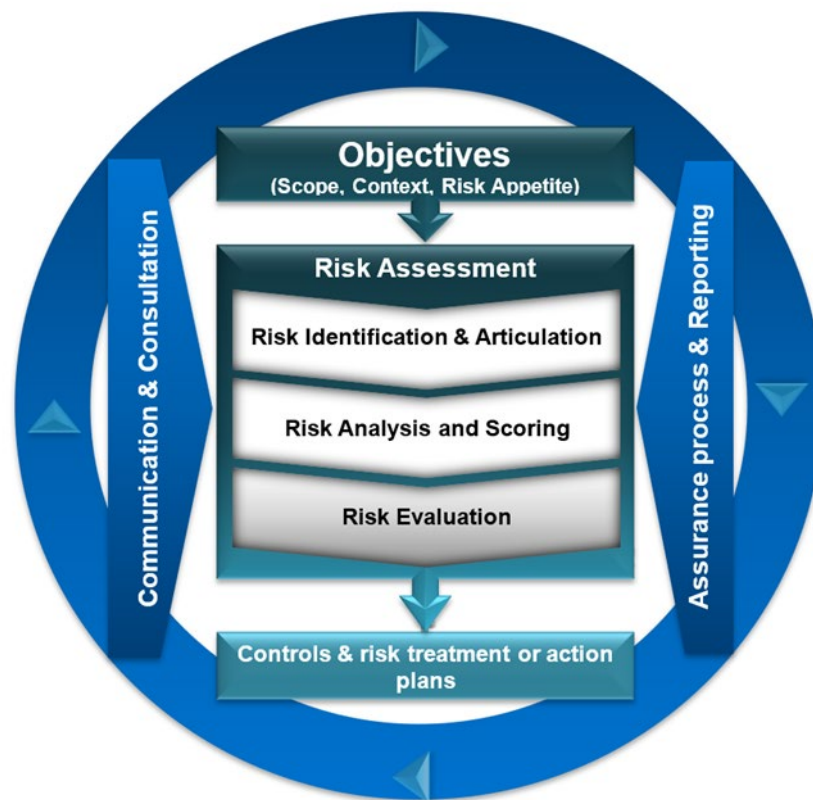 Objectives
(Scope, Context, Risk Appetite)
Risk Assessment
Risk Identification & Articulation
Risk Analysis and Scoring
Risk Evaluation
Controls & risk treatment or action
plans
Communication & Consultation
Assurance process & Reporting